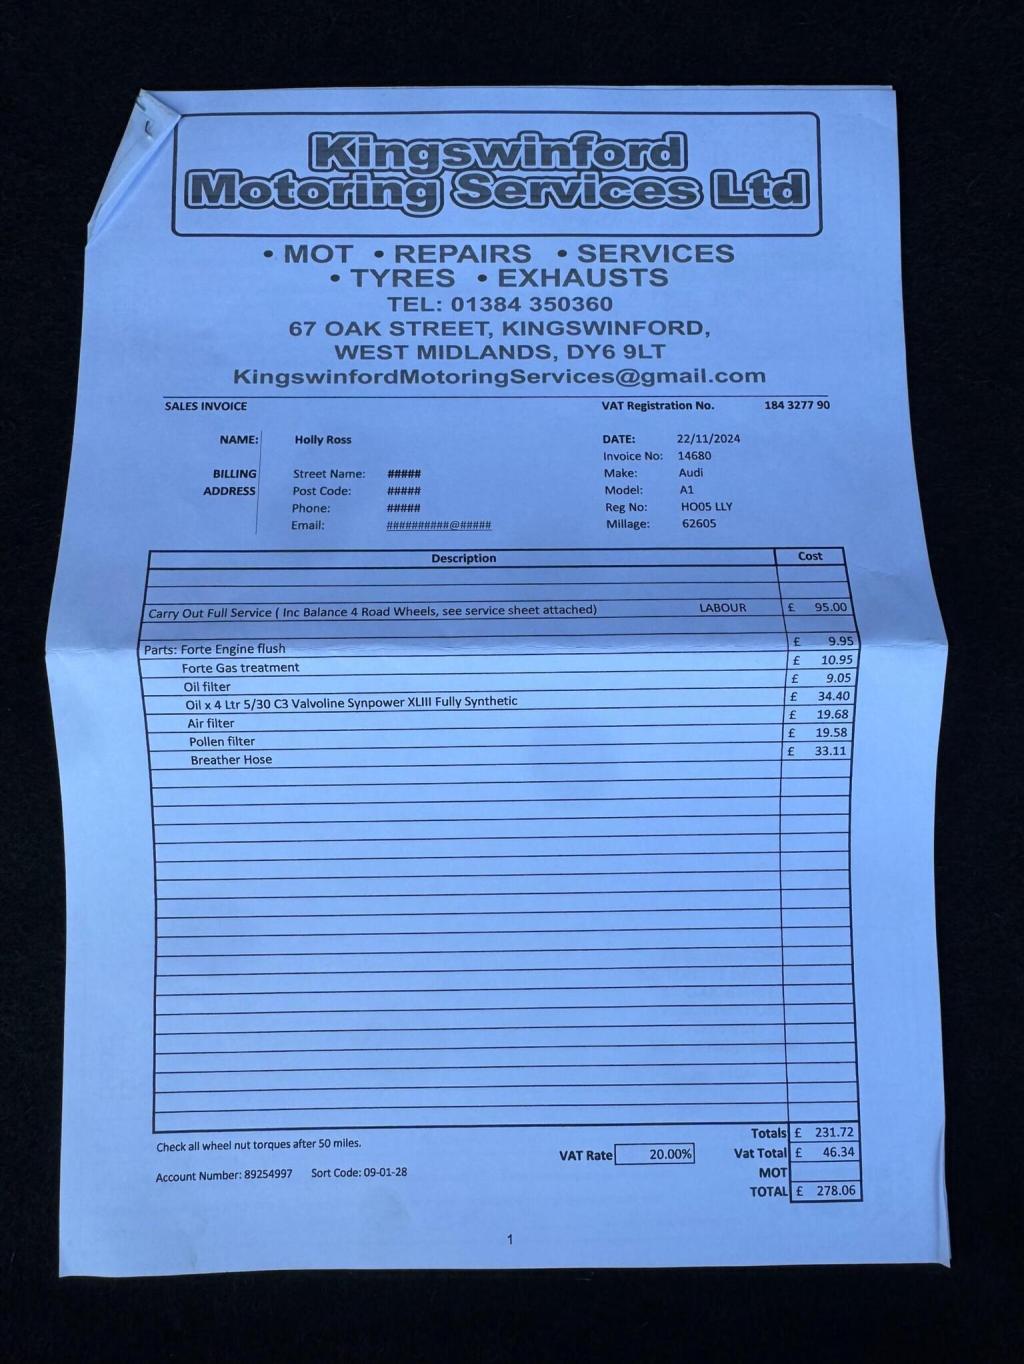 Kingswinford
Motoring Services Ltd
• MOT • REPAIRS • SERVICES
• TYRES • EXHAUSTS
TEL: 01384 350360
67 OAK STREET, KINGSWINFORD,
WEST MIDLANDS, DY6 9LT
KingswinfordMotoringServices@gmail.com
SALES INVOICE VAT Registration No. 184 3277 90
NAME: Holly Ross DATE: 22/11/2024
Invoice No: 14680
BILLING Street Name: ##### Make: Audi
ADDRESS Post Code: ##### Model: A1
Phone: ##### Reg No: HO05 LLY
Email: ##########@##### Millage: 62605
Description Cost
Carry Out Full Service ( Inc Balance 4 Road Wheels, see service sheet attached) LABOUR £ 95.00
Parts: Forte Engine flush £ 9.95
Forte Gas treatment £ 10.95
Oil filter £ 9.05
Oil x 4 Ltr 5/30 C3 Valvoline Synpower XLIII Fully Synthetic £ 34.40
Air filter £ 19.68
Pollen filter £ 19.58
Breather Hose £ 33.11
Check all wheel nut torques after 50 miles. Totals £ 231.72
VAT Rate 20.00% Vat Total £ 46.34
Account Number: 89254997 Sort Code: 09-01-28 MOT
TOTAL £ 278.06
1